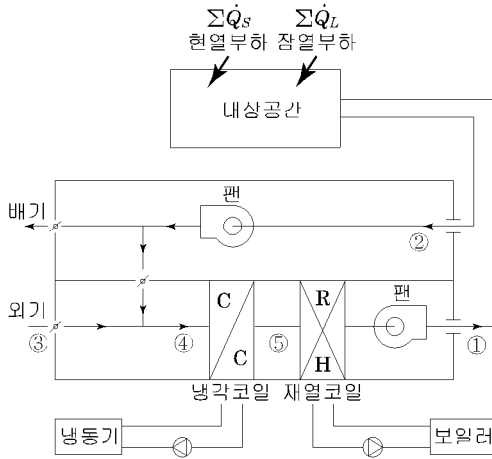 ΣQ̇_S ΣQ̇_L
현열부하 잠열부하
내상공간
팬
배기
②
외기
팬
C
R
③
④
⑤
①
C
H
냉각코일 재열코일
냉동기
보일러